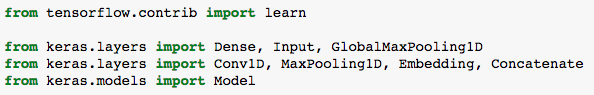 from tensorflow.contrib import learn
from keras.layers import Dense, Input, GlobalMaxPooling1D
from keras.layers import Conv1D, MaxPooling1D, Embedding, Concatenate
from keras.models import Model